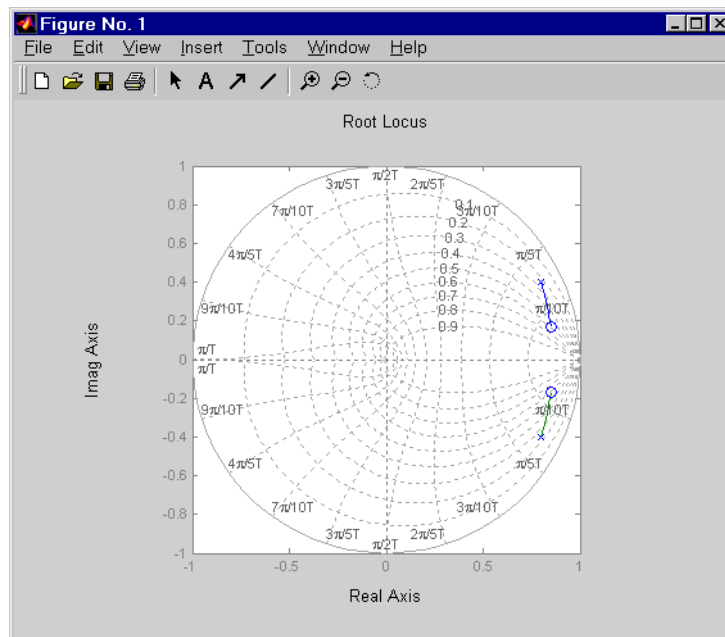 Figure No. 1
File Edit View Insert Tools Window Help
A
Root Locus
1
0.8
0.6
0.4
0.2
0
-0.2
-0.4
-0.6
-0.8
-1
π/2T
3π/5T
2π/5T
7π/10T
3π/10T
4π/5T
π/5T
9π/10T
π/10T
π/T
π/T
9π/10T
π/10T
4π/5T
π/5T
7π/10T
3π/10T
3π/5T
2π/5T
π/2T
0.1
0.2
0.3
0.4
0.5
0.6
0.7
0.8
0.9
Imag Axis
-1 -0.5 0 0.5 1
Real Axis